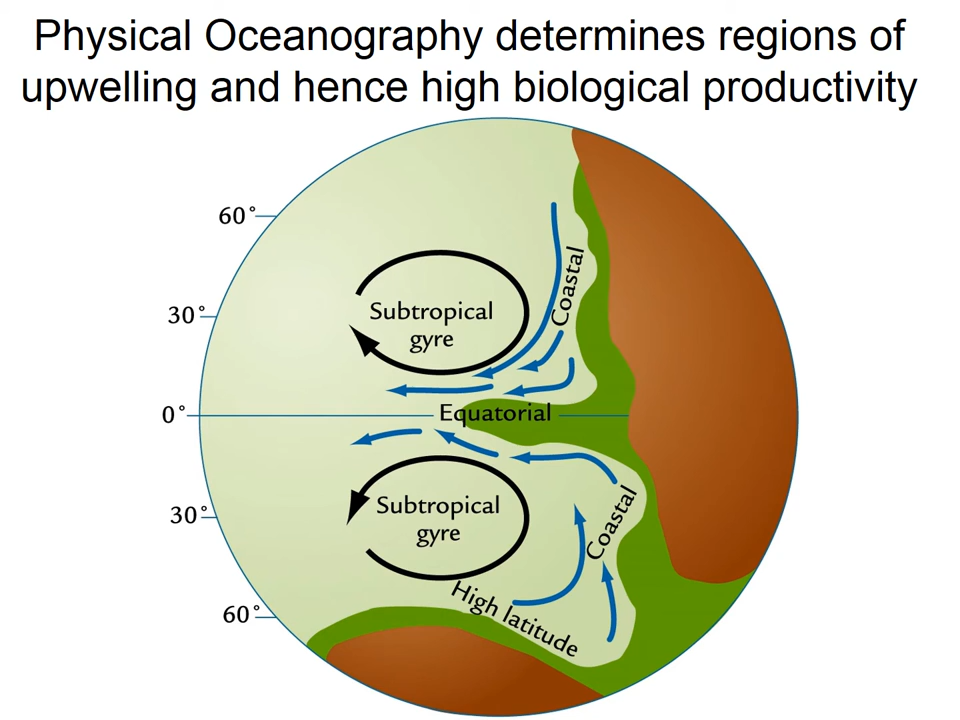 Physical Oceanography determines regions of
upwelling and hence high biological productivity
60°
Coastal
30°
Subtropical
gyre
0°
Equatorial
30°
Subtropical
gyre
Coastal
60°
High latitude